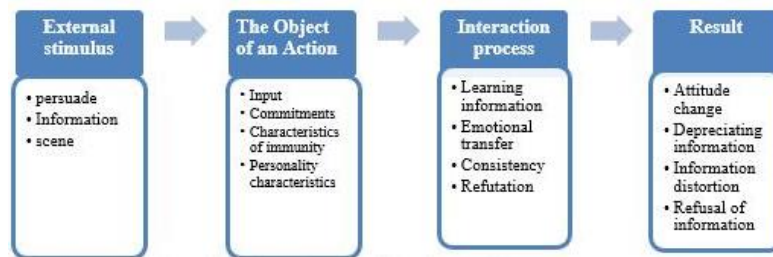 External
stimulus
• persuade
• Information
• scene
The Object
of an Action
• Input
• Commitments
• Characteristics
of immunity
• Personality
characteristics
Interaction
process
• Learning
information
• Emotional
transfer
• Consistency
• Refutation
Result
• Attitude
change
• Depreciating
information
• Information
distortion
• Refusal of
information